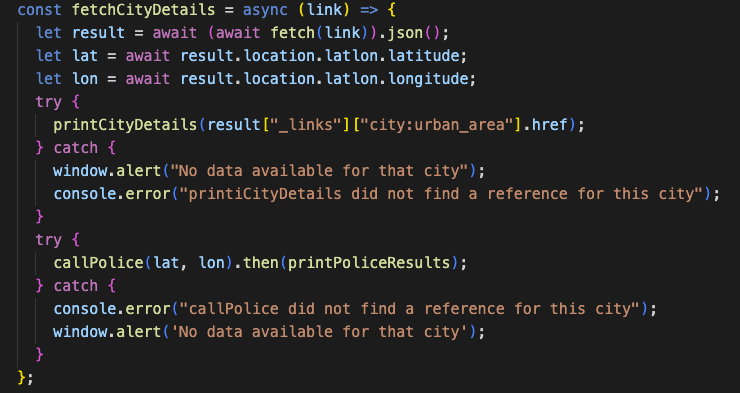 const fetchCityDetails = async (link) => {
  let result = await (await fetch(link)).json();
  let lat = await result.location.latlon.latitude;
  let lon = await result.location.latlon.longitude;
  try {
    printCityDetails(result["_links"]["city:urban_area"].href);
  } catch {
    window.alert("No data available for that city");
    console.error("printiCityDetails did not find a reference for this city");
  }
  try {
    callPolice(lat, lon).then(printPoliceResults);
  } catch {
    console.error("callPolice did not find a reference for this city");
    window.alert('No data available for that city');
  }
};